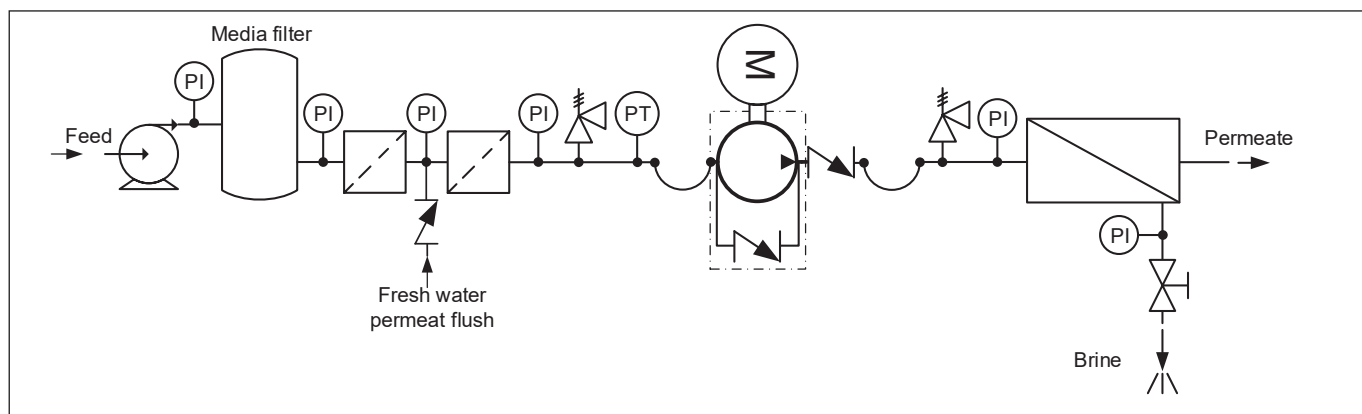 Media filter
PI
Feed
PI
PI
Fresh water
permeat flush
PI
PT
M
PI
Permeate
PI
Brine